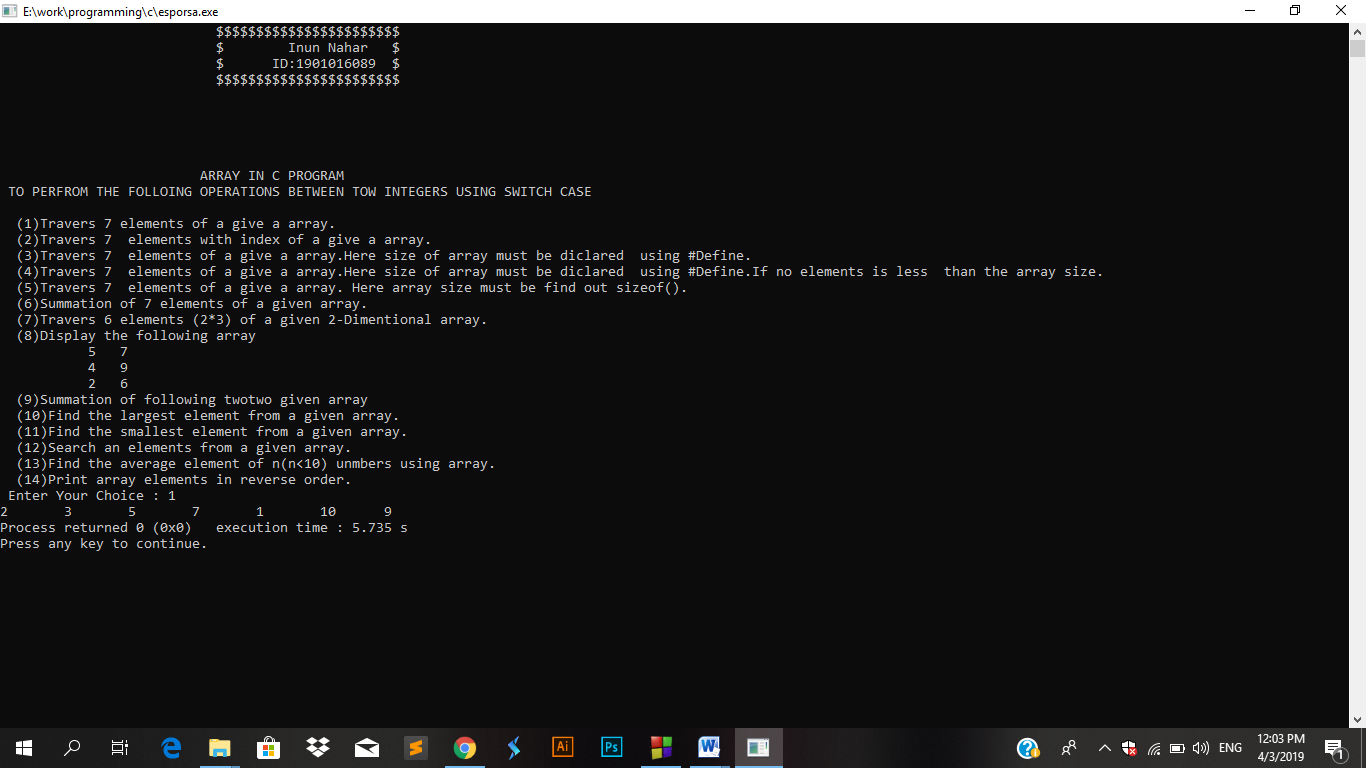 E:\work\programming\c\esporsa.exe
$$$$$$$$$$$$$$$$$$$$$$$
$ Inun Nahar $
$ ID:1901016089 $
$$$$$$$$$$$$$$$$$$$$$$$
ARRAY IN C PROGRAM
TO PERFROM THE FOLLOING OPERATIONS BETWEEN TOW INTEGERS USING SWITCH CASE
(1)Travers 7 elements of a give a array.
(2)Travers 7  elements with index of a give a array.
(3)Travers 7  elements of a give a array.Here size of array must be diclared  using #Define.
(4)Travers 7  elements of a give a array.Here size of array must be diclared  using #Define.If no elements is less  than the array size.
(5)Travers 7  elements of a give a array. Here array size must be find out sizeof().
(6)Summation of 7 elements of a given array.
(7)Travers 6 elements (2*3) of a given 2-Dimentional array.
(8)Display the following array
5 7
4 9
2 6
(9)Summation of following twotwo given array
(10)Find the largest element from a given array.
(11)Find the smallest element from a given array.
(12)Search an elements from a given array.
(13)Find the average element of n(n<10) unmbers using array.
(14)Print array elements in reverse order.
Enter Your Choice : 1
2 3 5 7 1 10 9
Process returned 0 (0x0)   execution time : 5.735 s
Press any key to continue.
Ai Ps W ENG 12:03 PM
4/3/2019 1